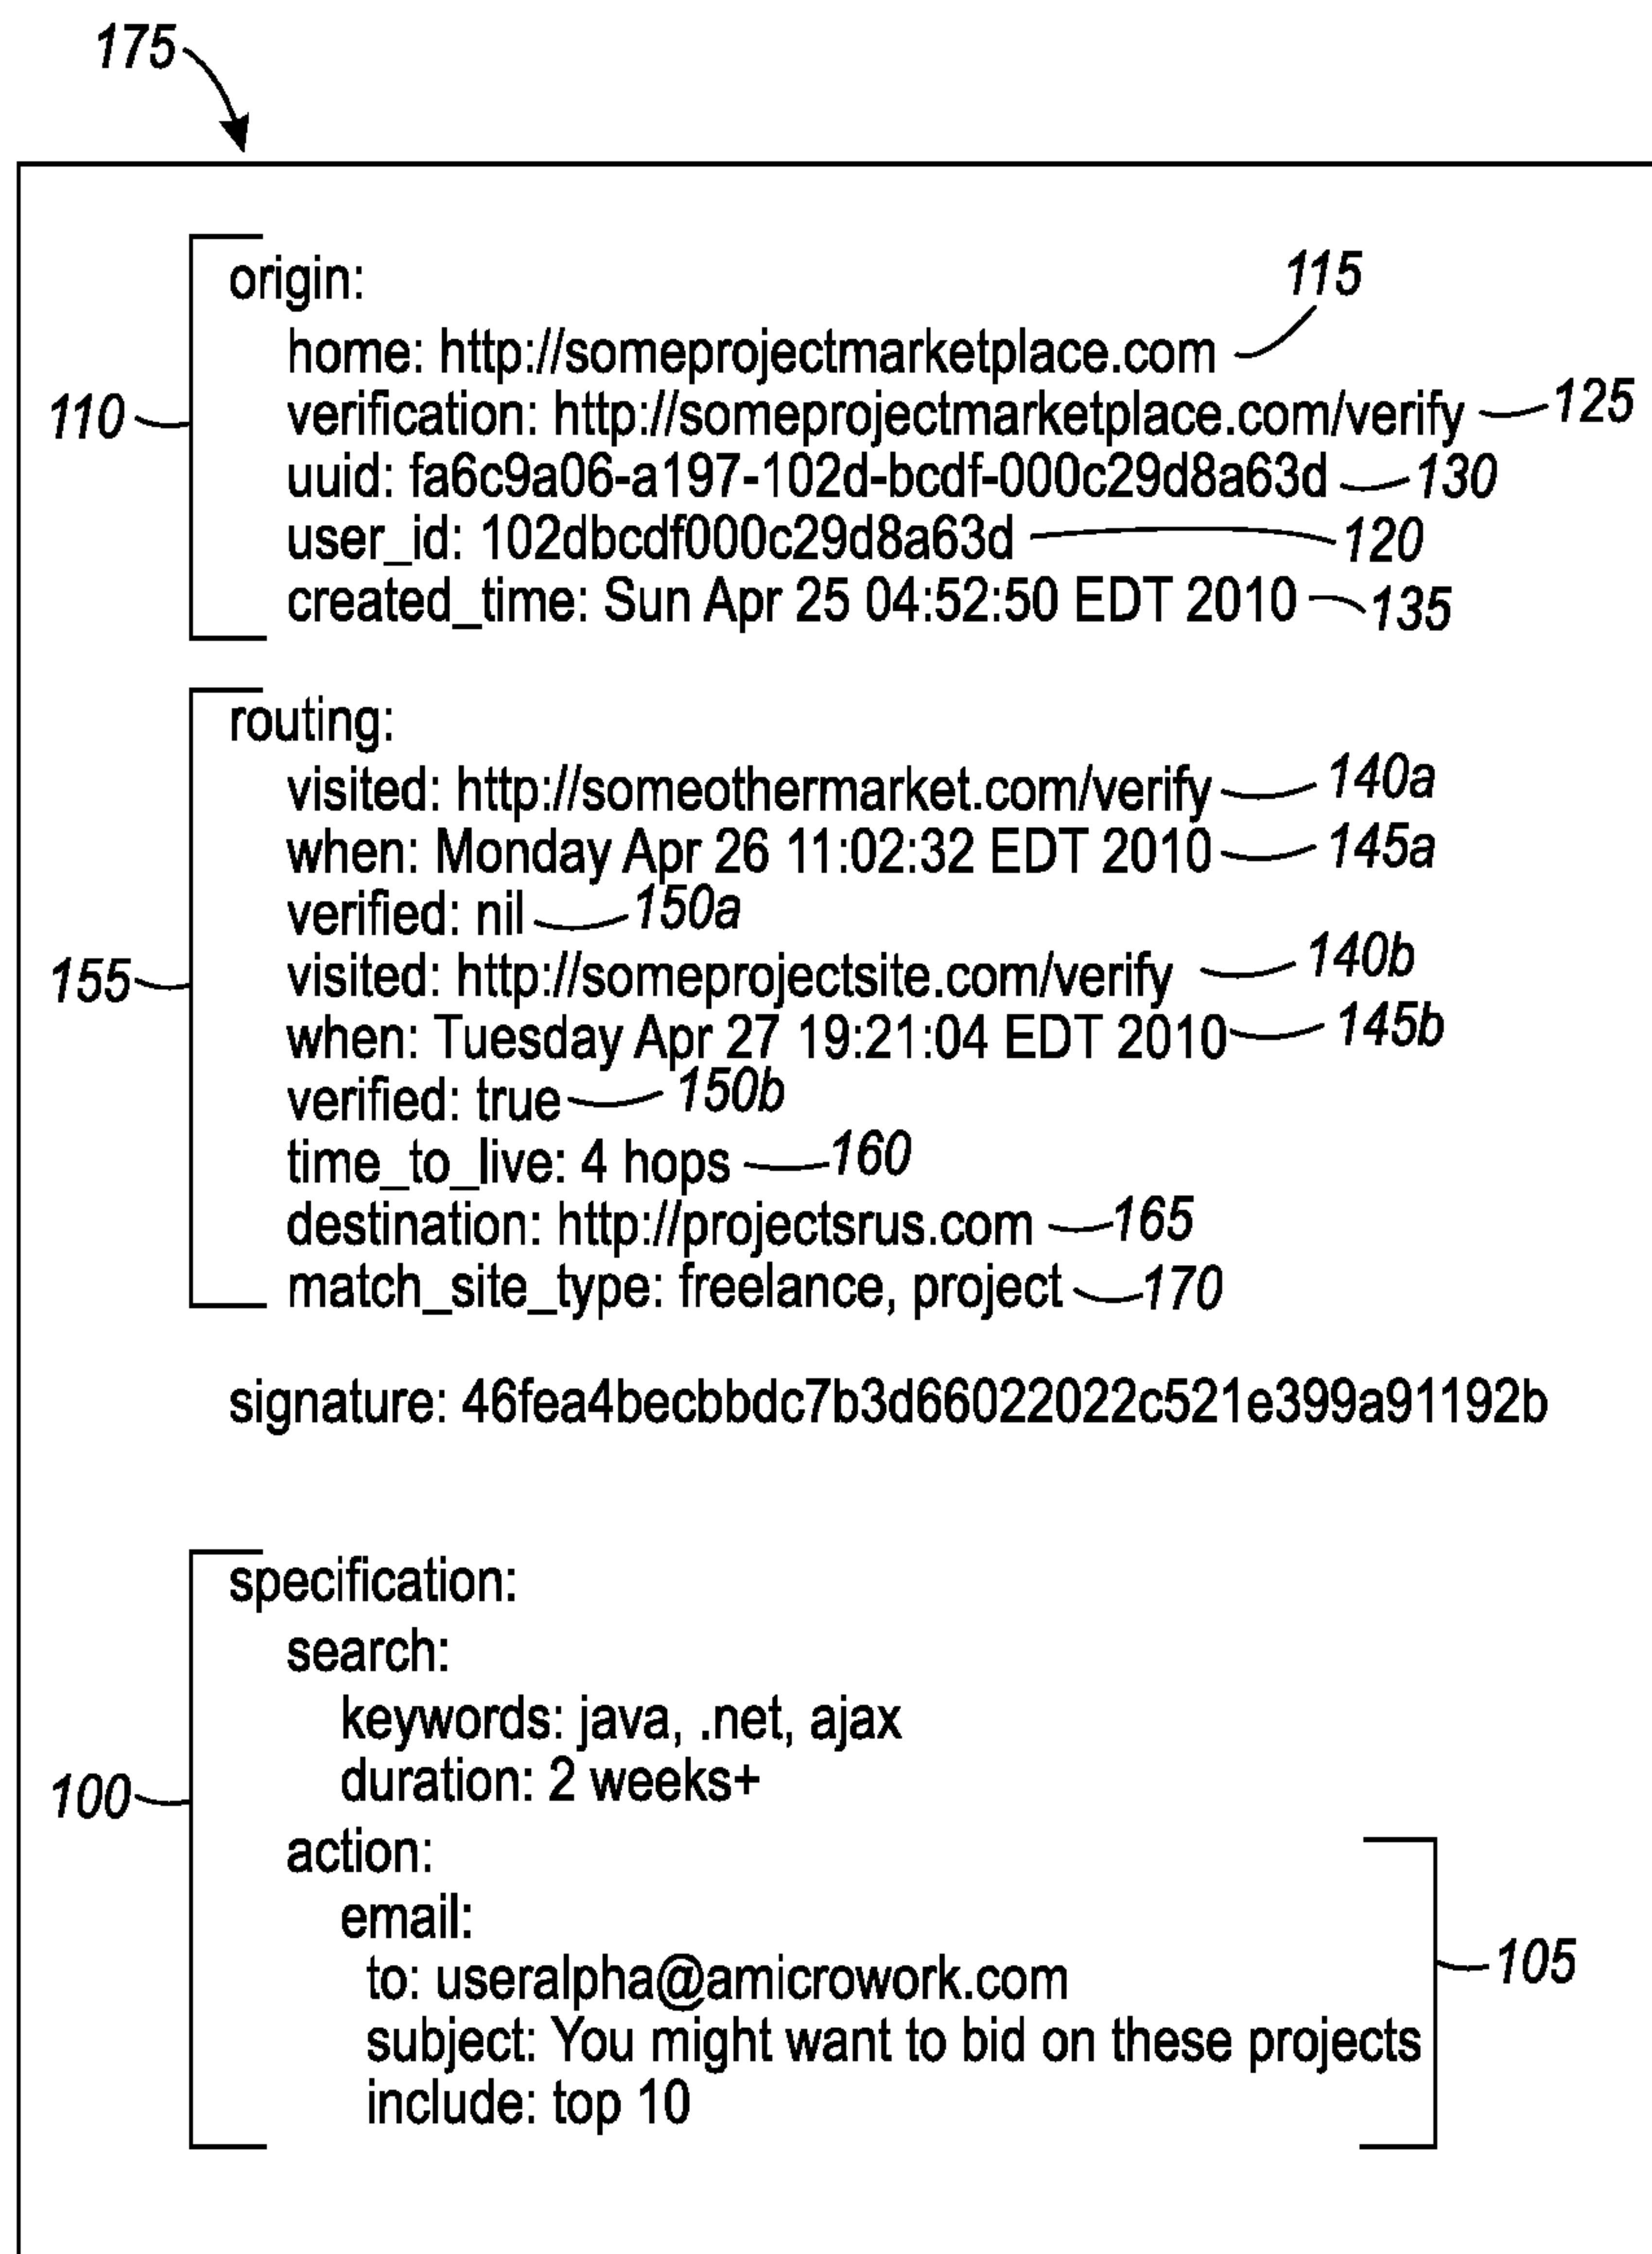 175
origin: 115
home: http://someprojectmarketplace.com
110 verification: http://someprojectmarketplace.com/verify 125
uuid: fa6c9a06-a197-102d-bcdf-000c29d8a63d 130
user_id: 102dbcdf000c29d8a63d 120
created_time: Sun Apr 25 04:52:50 EDT 2010 135
routing:
visited: http://someothermarket.com/verify 140a
when: Monday Apr 26 11:02:32 EDT 2010 145a
verified: nil 150a
155 visited: http://someprojectsite.com/verify 140b
when: Tuesday Apr 27 19:21:04 EDT 2010 145b
verified: true 150b
time_to_live: 4 hops 160
destination: http://projectsrus.com 165
match_site_type: freelance, project 170
signature: 46fea4becbbdc7b3d66022022c521e399a91192b
specification:
search:
keywords: java, .net, ajax
100 duration: 2 weeks+
action:
email:
to: useralpha@amicrowork.com 105
subject: You might want to bid on these projects
include: top 10